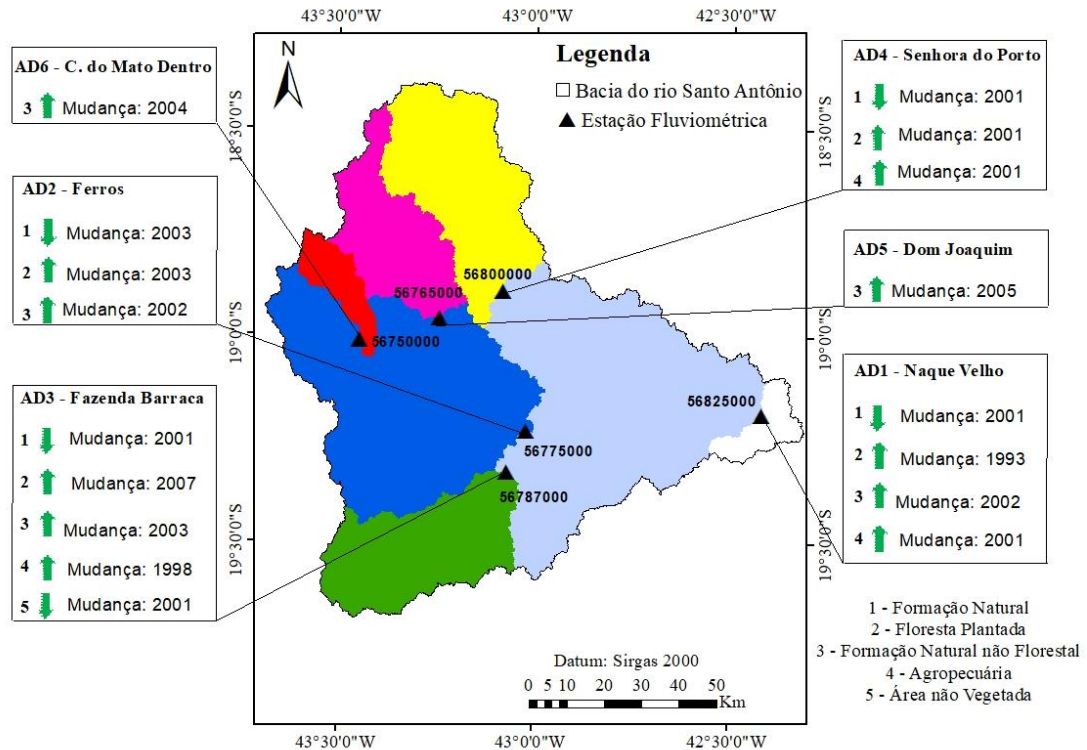 43°30'0"W
43°00'0"W
42°30'0"W
N
Legenda
Bacia do rio Santo Antônio
Estação Fluviométrica
18°30'0"S
18°30'0"S
19°0'0"S
19°0'0"S
19°30'0"S
19°30'0"S
AD6 - C. do Mato Dentro
3 Mudança: 2004
AD2 - Ferros
1 Mudança: 2003
2 Mudança: 2003
3 Mudança: 2002
AD3 - Fazenda Barraca
1 Mudança: 2001
2 Mudança: 2007
3 Mudança: 2003
4 Mudança: 1998
5 Mudança: 2001
56800000
56765000
56750000
56825000
56775000
56787000
AD4 - Senhora do Porto
1 Mudança: 2001
2 Mudança: 2001
4 Mudança: 2001
AD5 - Dom Joaquim
3 Mudança: 2005
AD1 - Naque Velho
1 Mudança: 2001
2 Mudança: 1993
3 Mudança: 2002
4 Mudança: 2001
1 - Formação Natural
2 - Floresta Plantada
3 - Formação Natural não Florestal
4 - Agropecuária
5 - Área não Vegetada
Datum: Sirgas 2000
0 5 10 20 30 40 50
Km
43°30'0"W
43°00'0"W
42°30'0"W